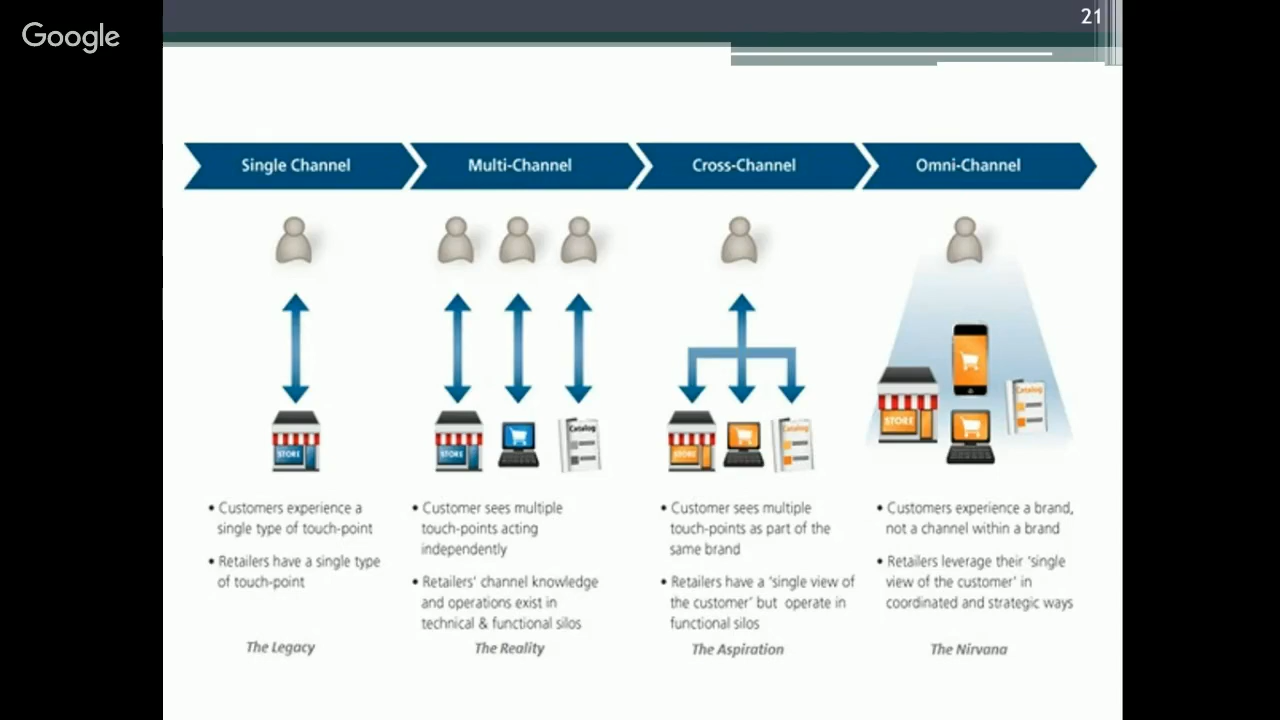 Google
21
Single Channel
Multi-Channel
Cross-Channel
Omni-Channel
STORE
STORE
Catalog
STORE
Catalog
STORE
Catalog
• Customers experience a
single type of touch-point
• Retailers have a single type
of touch-point
The Legacy
• Customer sees multiple
touch-points acting
independently
• Retailers' channel knowledge
and operations exist in
technical & functional silos
The Reality
• Customer sees multiple
touch-points as part of the
same brand
• Retailers have a 'single view of
the customer' but operate in
functional silos
The Aspiration
• Customers experience a brand,
not a channel within a brand
• Retailers leverage their 'single
view of the customer' in
coordinated and strategic ways
The Nirvana